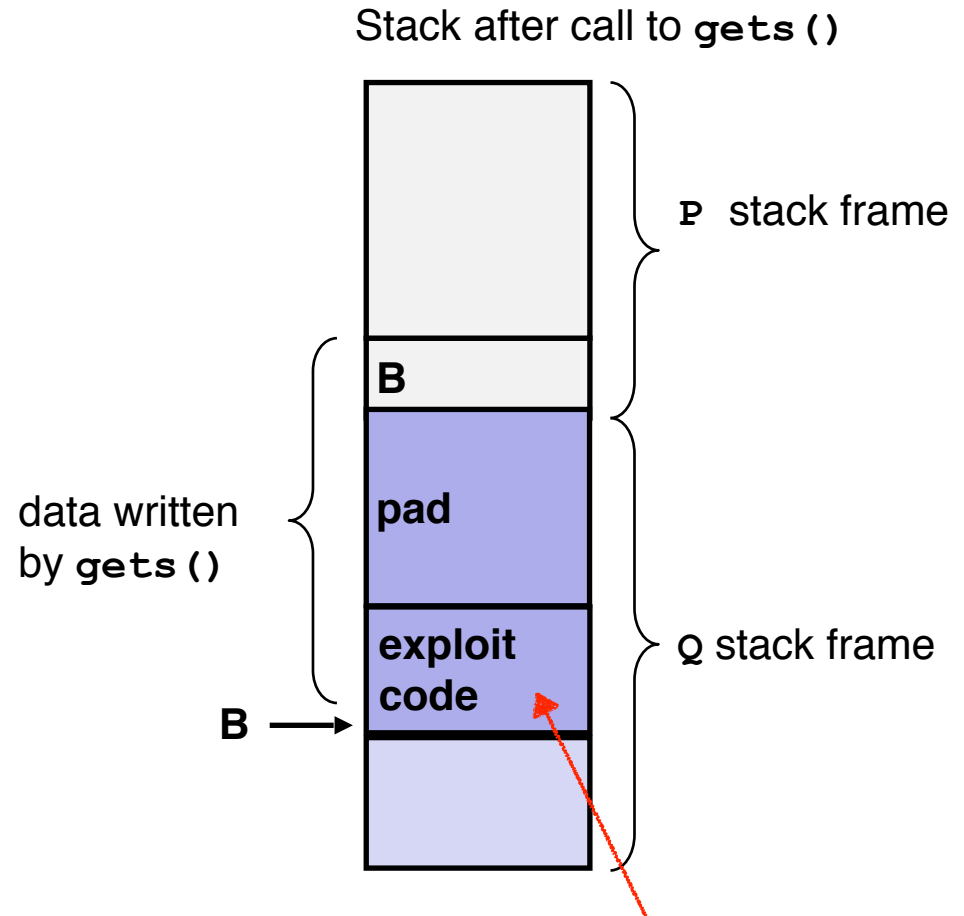 Stack after call to gets()
P stack frame
B
data written
by gets()
pad
exploit
code
Q stack frame
B